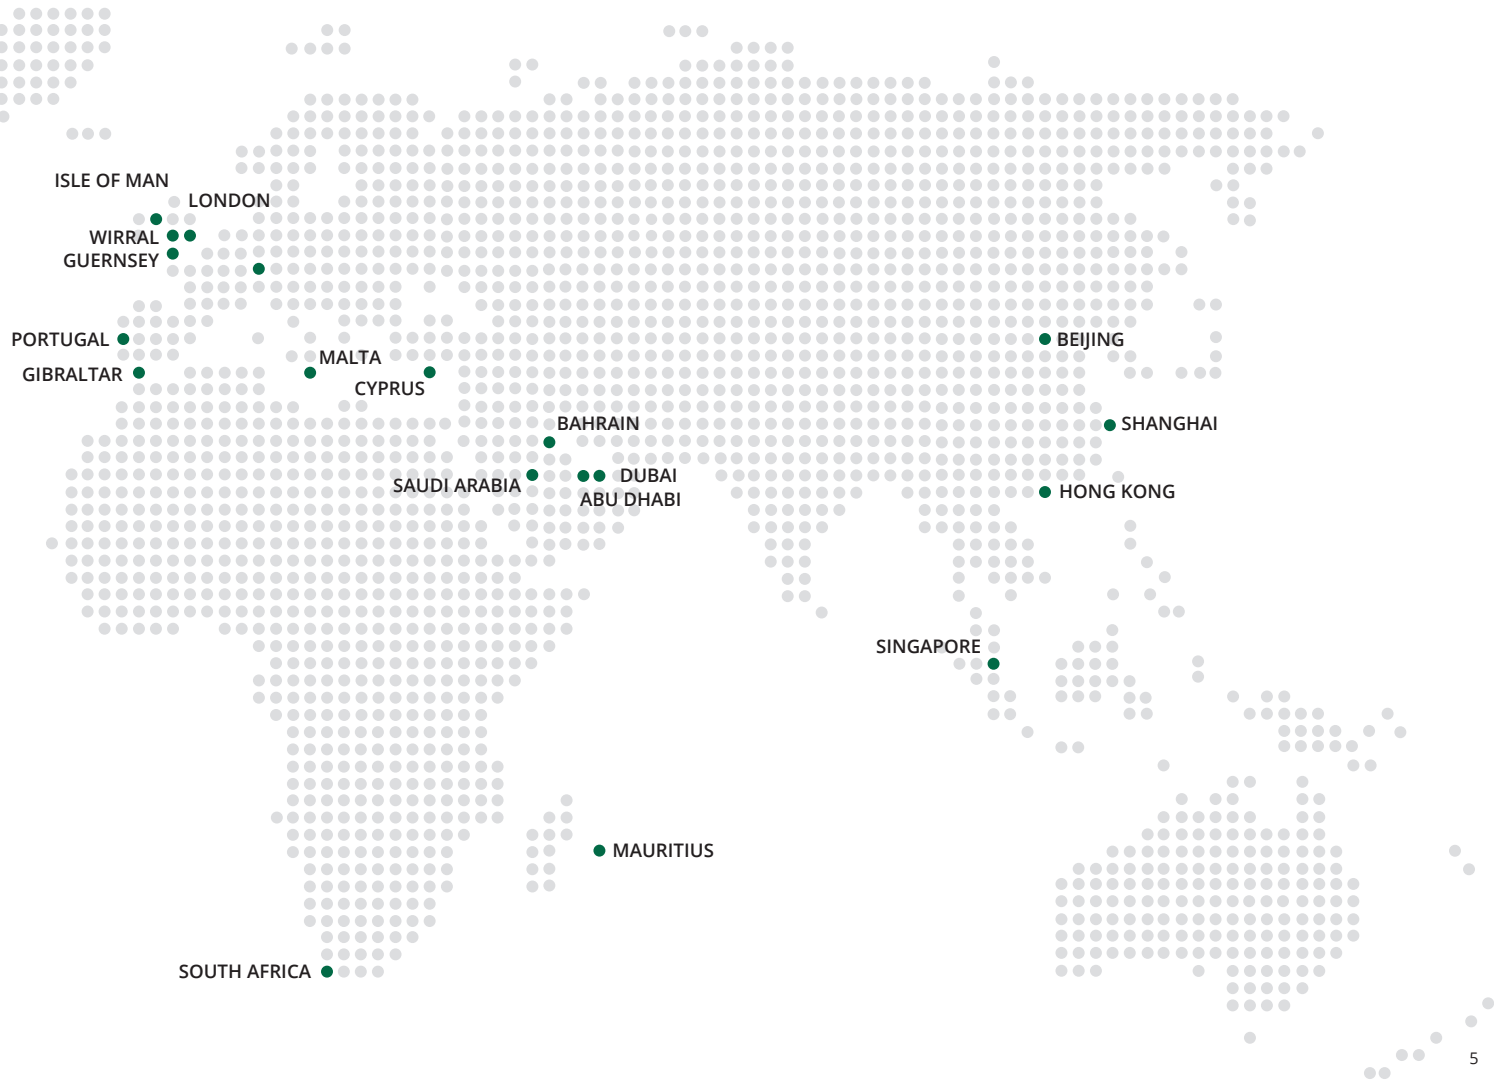 ISLE OF MAN
LONDON
WIRRAL
GUERNSEY
PORTUGAL
BEIJING
MALTA
GIBRALTAR
CYPRUS
BAHRAIN
SHANGHAI
DUBAI
SAUDI ARABIA
ABU DHABI
HONG KONG
SINGAPORE
MAURITIUS
SOUTH AFRICA
5